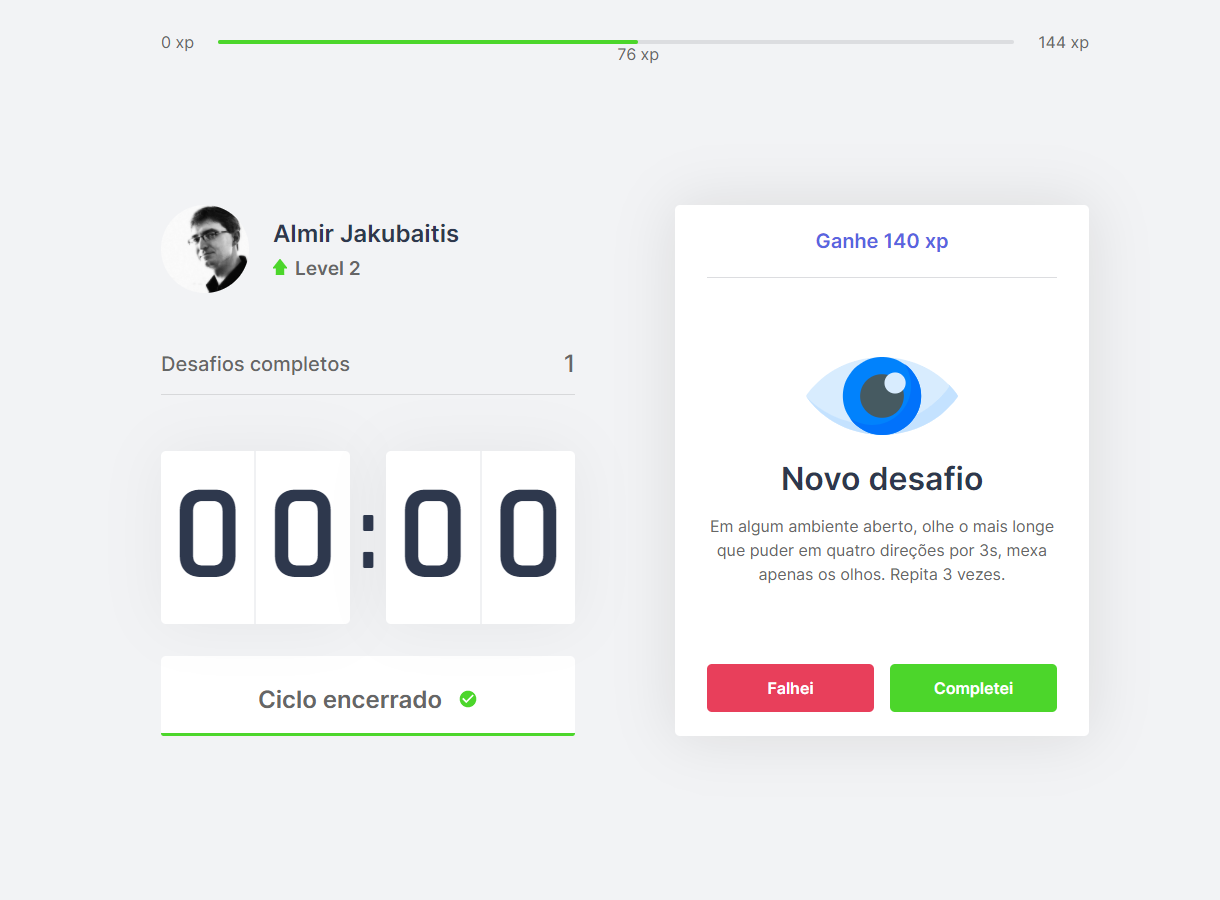 0 xp
76 xp
144 xp
Almir Jakubaitis
Level 2
Desafios completos 1
00:00
Ciclo encerrado
Ganhe 140 xp
Novo desafio
Em algum ambiente aberto, olhe o mais longe
que puder em quatro direções por 3s, mexa
apenas os olhos. Repita 3 vezes.
Falhei
Completei